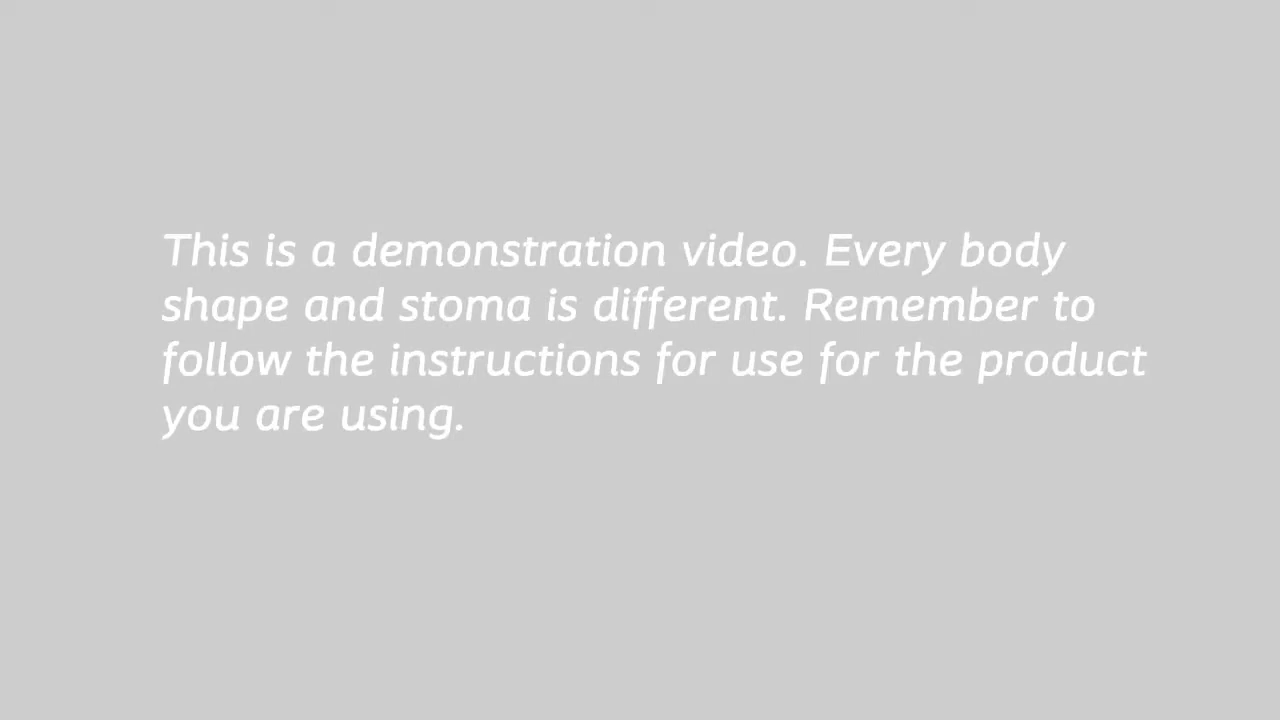 This is a demonstration video. Every body
shape and stoma is different. Remember to
follow the instructions for use for the product
you are using.